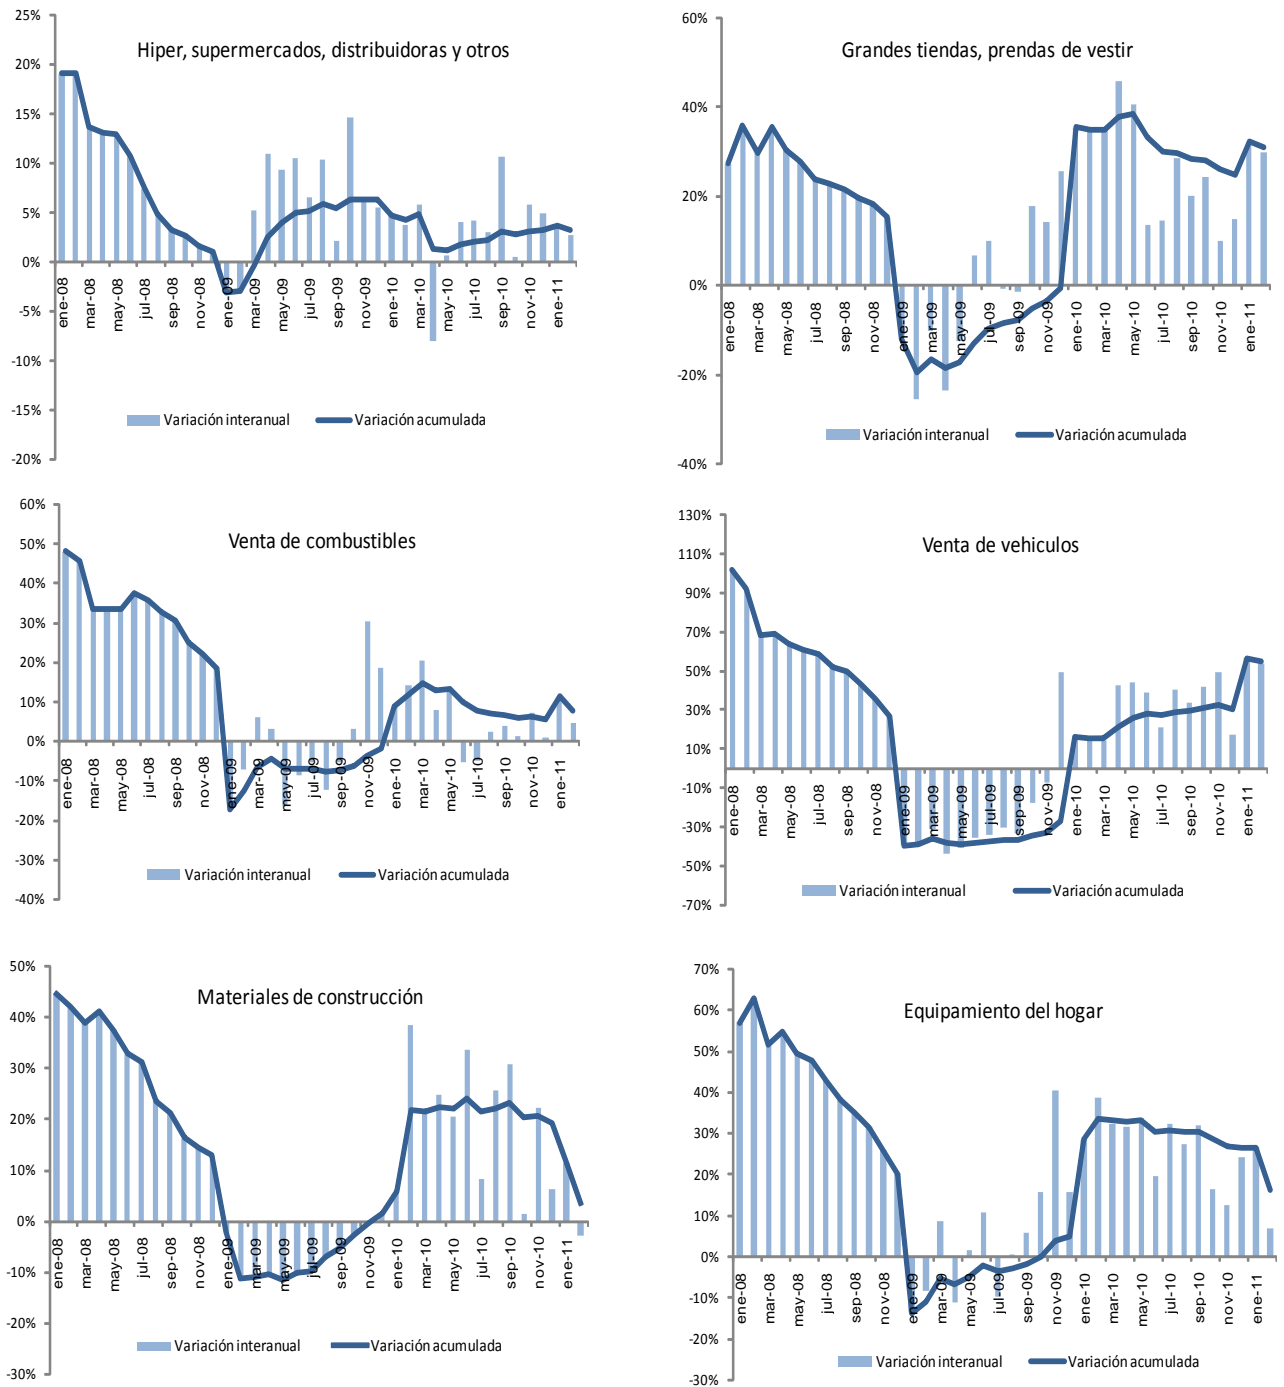 Hiper, supermercados, distribuidoras y otros
25%
20%
15%
10%
5%
0%
-5%
-10%
-15%
-20%
ene-08
mar-08
may-08
jul-08
sep-08
nov-08
ene-09
mar-09
may-09
jul-09
sep-09
nov-09
ene-10
mar-10
may-10
jul-10
sep-10
nov-10
ene-11
Variación interanual
Variación acumulada
Grandes tiendas, prendas de vestir
60%
40%
20%
0%
-20%
-40%
ene-08
mar-08
may-08
jul-08
sep-08
nov-08
ene-09
mar-09
may-09
jul-09
sep-09
nov-09
ene-10
mar-10
may-10
jul-10
sep-10
nov-10
ene-11
Variación interanual
Variación acumulada
Venta de combustibles
60%
50%
40%
30%
20%
10%
0%
-10%
-20%
-30%
-40%
ene-08
mar-08
may-08
jul-08
sep-08
nov-08
ene-09
mar-09
may-09
jul-09
sep-09
nov-09
ene-10
mar-10
may-10
jul-10
sep-10
nov-10
ene-11
Variación interanual
Variación acumulada
Venta de vehiculos
130%
110%
90%
70%
50%
30%
10%
-10%
-30%
-50%
-70%
ene-08
mar-08
may-08
jul-08
sep-08
nov-08
ene-09
mar-09
may-09
jul-09
sep-09
nov-09
ene-10
mar-10
may-10
jul-10
sep-10
nov-10
ene-11
Variación interanual
Variación acumulada
Materiales de construcción
50%
40%
30%
20%
10%
0%
-10%
-20%
-30%
ene-08
mar-08
may-08
jul-08
sep-08
nov-08
ene-09
mar-09
may-09
jul-09
sep-09
nov-09
ene-10
mar-10
may-10
jul-10
sep-10
nov-10
ene-11
Variación interanual
Variación acumulada
Equipamiento del hogar
70%
60%
50%
40%
30%
20%
10%
0%
-10%
-20%
-30%
ene-08
mar-08
may-08
jul-08
sep-08
nov-08
ene-09
mar-09
may-09
jul-09
sep-09
nov-09
ene-10
mar-10
may-10
jul-10
sep-10
nov-10
ene-11
Variación interanual
Variación acumulada